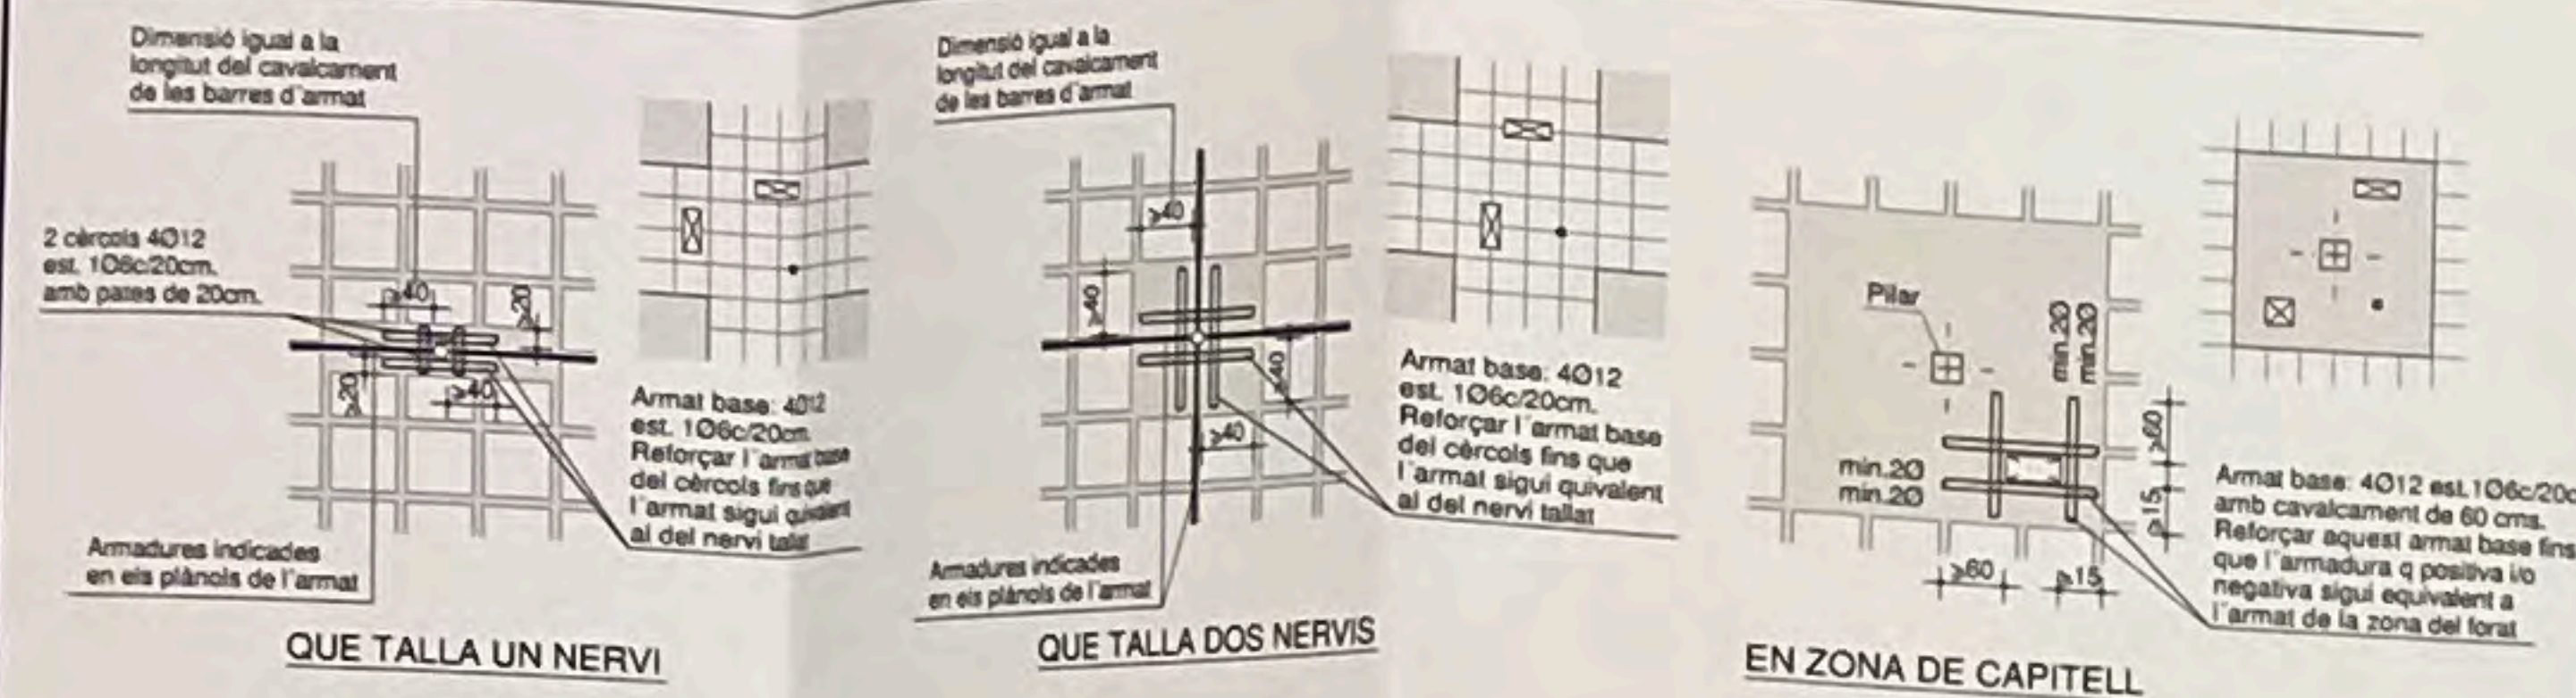 Dimensió igual a la
longitut del cavalcament
de les barres d´armat
2 cèrcols 4Ø12
est. 1Ø6c/20cm.
amb pates de 20cm.
≥40
≥20
≥20
≥40
Armat base: 4Ø12
est. 1Ø6c/20cm
Reforçar l´armat base
del cèrcols fins que
l´armat sigui quivalent
al del nervi tallat
Armadures indicades
en els plànols de l´armat
QUE TALLA UN NERVI
Dimensió igual a la
longitut del cavalcament
de les barres d´armat
≥40
≥40
≥40
≥40
Armat base: 4Ø12
est. 1Ø6c/20cm.
Reforçar l´armat base
del cèrcols fins que
l´armat sigui quivalent
al del nervi tallat
Armadures indicades
en els plànols de l´armat
QUE TALLA DOS NERVIS
Pilar
min.20
min.20
min.20
min.20
≥60
≥15
≥60
≥15
Armat base: 4Ø12 est.1Ø6c/20c
amb cavalcament de 60 cms.
Reforçar aquest armat base fins
que l´armadura q positiva i/o
negativa sigui equivalent a
l´armat de la zona del forat
EN ZONA DE CAPITELL